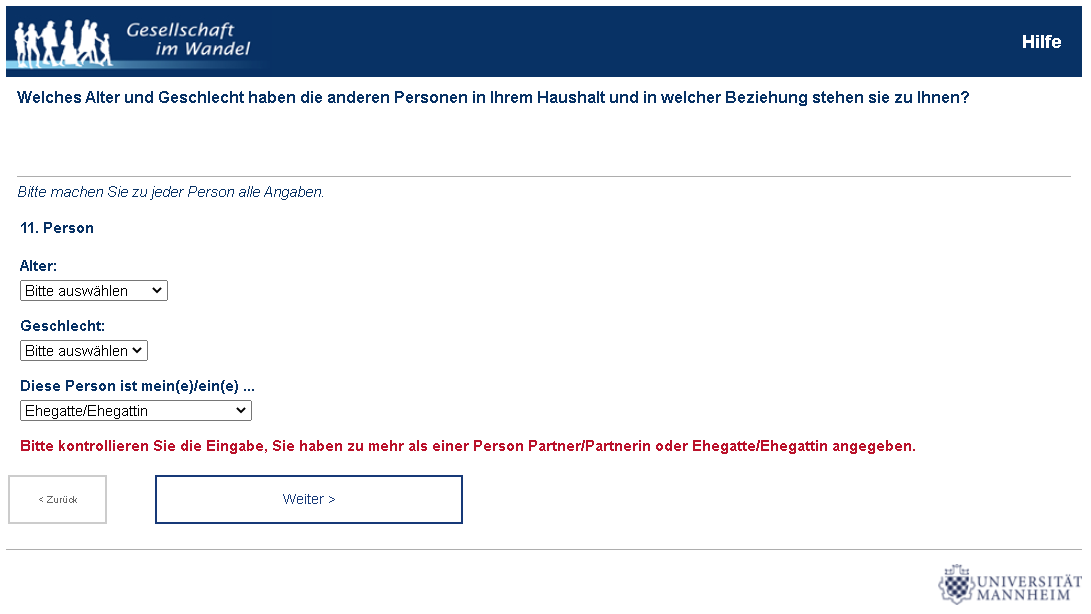 Gesellschaft
im Wandel
Hilfe
Welches Alter und Geschlecht haben die anderen Personen in Ihrem Haushalt und in welcher Beziehung stehen sie zu Ihnen?
Bitte machen Sie zu jeder Person alle Angaben.
11. Person
Alter:
Bitte auswählen
Geschlecht:
Bitte auswählen
Diese Person ist mein(e)/ein(e) ...
Ehegatte/Ehegattin
Bitte kontrollieren Sie die Eingabe, Sie haben zu mehr als einer Person Partner/Partnerin oder Ehegatte/Ehegattin angegeben.
< Zurück
Weiter >
UNIVERSITÄT
MANNHEIM